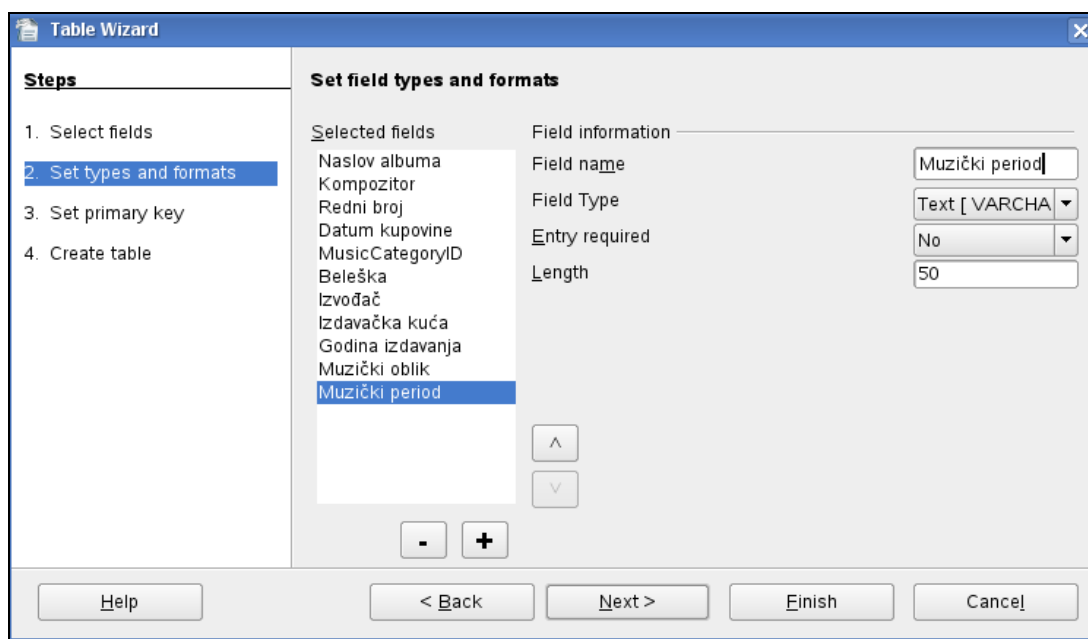 Table Wizard
Steps
1. Select fields
2. Set types and formats
3. Set primary key
4. Create table
Set field types and formats
Selected fields
Naslov albuma
Kompozitor
Redni broj
Datum kupovine
MusicCategoryID
Beleška
Izvođač
Izdavačka kuća
Godina izdavanja
Muzički oblik
Muzički period
- +
Field information
Field name Muzički period
Field Type Text [ VARCHA
Entry required No
Length 50
^
v
Help < Back Next > Finish Cancel